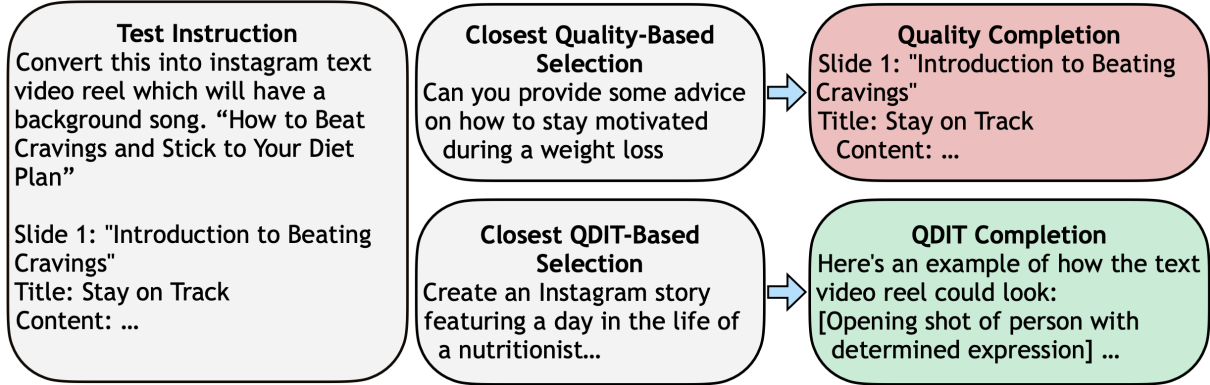 Test Instruction
Convert this into instagram text
video reel which will have a
background song. “How to Beat
Cravings and Stick to Your Diet
Plan”
Slide 1: "Introduction to Beating
Cravings"
Title: Stay on Track
Content: ...
Closest Quality-Based
Selection
Can you provide some advice
on how to stay motivated
during a weight loss
Quality Completion
Slide 1: "Introduction to Beating
Cravings"
Title: Stay on Track
Content: ...
Closest QDIT-Based
Selection
Create an Instagram story
featuring a day in the life of
a nutritionist...
QDIT Completion
Here's an example of how the text
video reel could look:
[Opening shot of person with
determined expression] ...